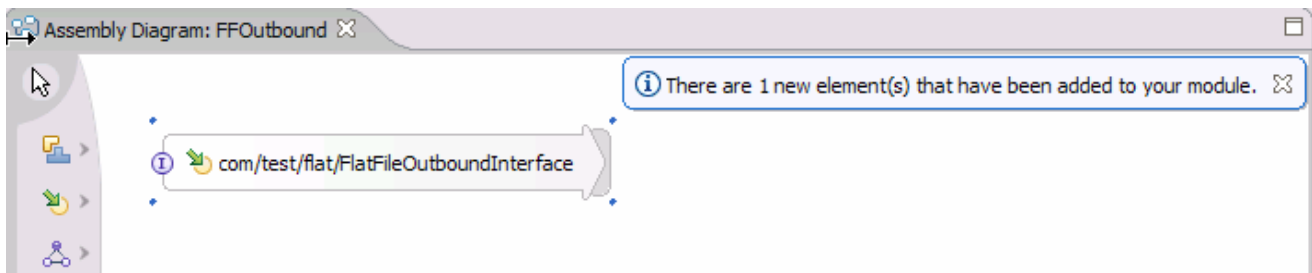 Assembly Diagram: FFOutbound
There are 1 new element(s) that have been added to your module.
I com/test/flat/FlatFileOutboundInterface